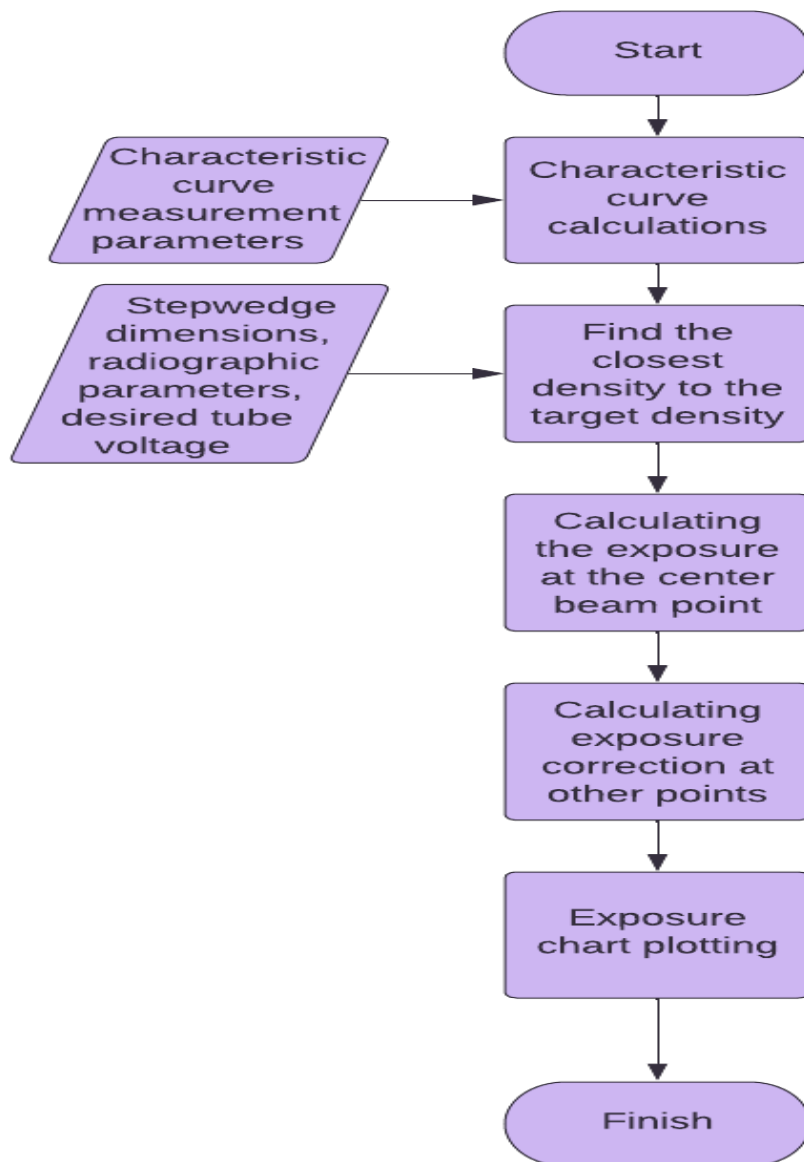 Start
Characteristic
curve
measurement
parameters
Characteristic
curve
calculations
Stepwedge
dimensions,
radiographic
parameters,
desired tube
voltage
Find the
closest
density to the
target density
Calculating
the exposure
at the center
beam point
Calculating
exposure
correction at
other points
Exposure
chart plotting
Finish